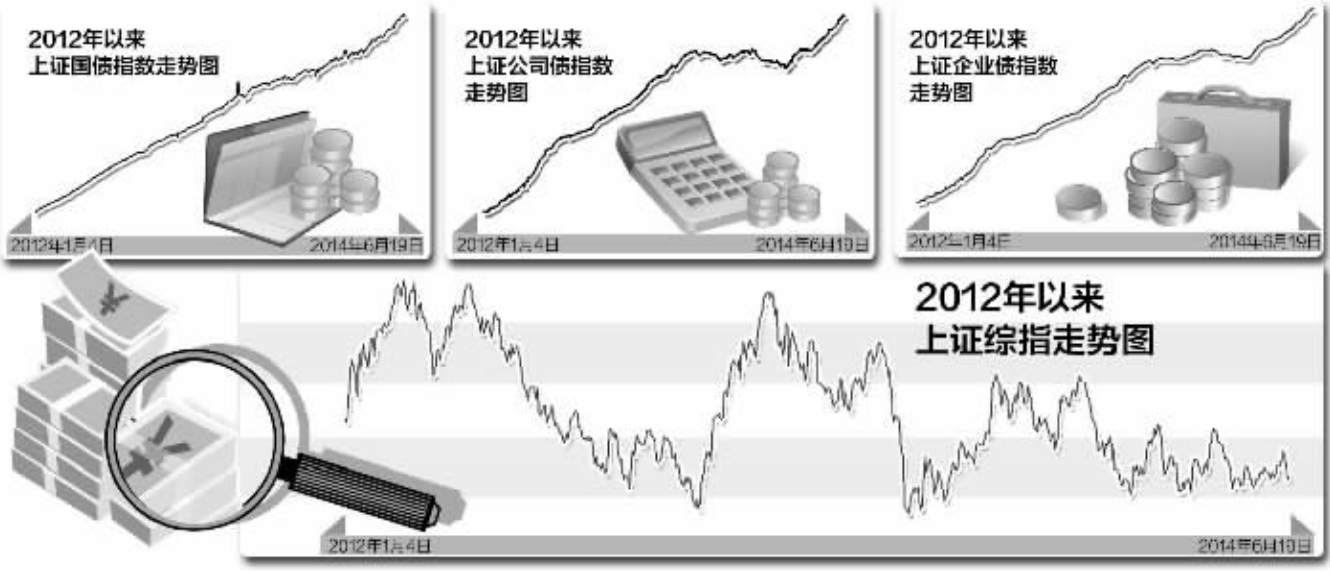 2012年以来
上证国债指数走势图
2012年1月4日
2014年6月19日
2012年以来
上证公司债指数
走势图
2012年1月4日
2014年6月19日
2012年以来
上证企业债指数
走势图
2012年1月4日
2014年6月19日
2012年以来
上证综指走势图
2012年1月4日
2014年6月19日
¥
¥